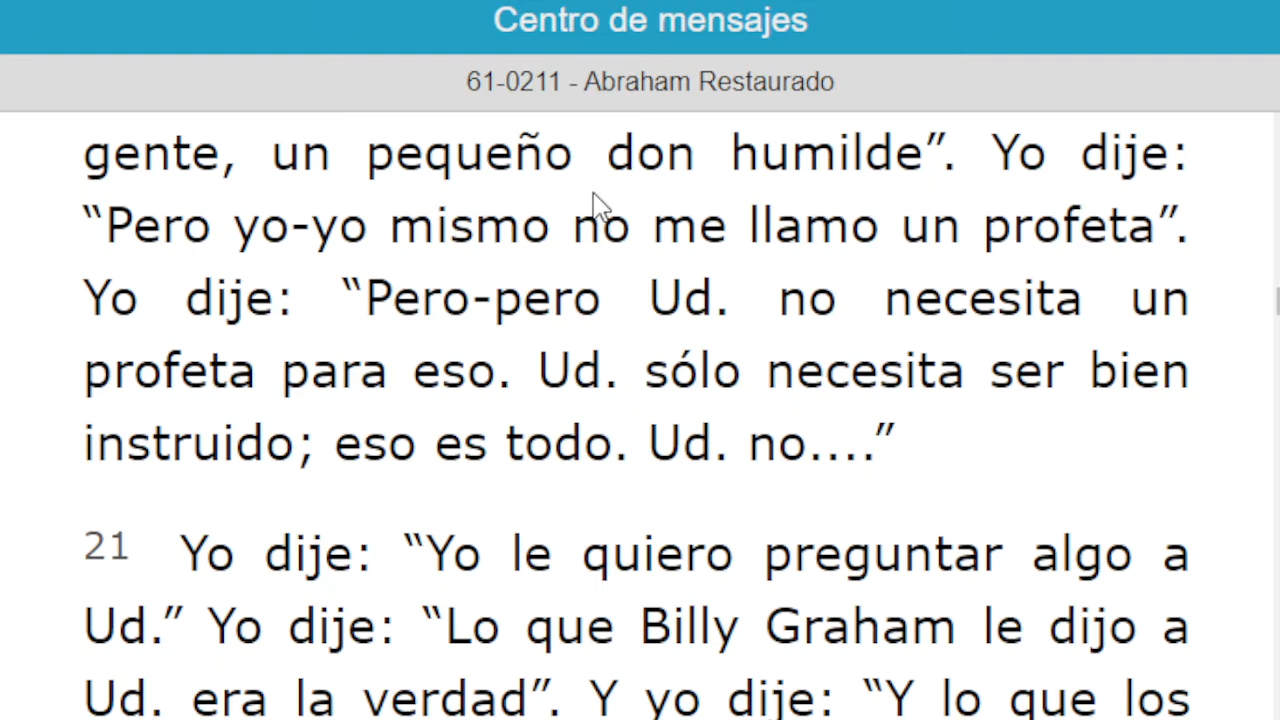 Centro de mensajes
61-0211 - Abraham Restaurado
gente, un pequeño don humilde”. Yo dije:
“Pero yo-yo mismo no me llamo un profeta”.
Yo dije: “Pero-pero Ud. no necesita un
profeta para eso. Ud. sólo necesita ser bien
instruido; eso es todo. Ud. no....”
21 Yo dije: “Yo le quiero preguntar algo a
Ud.” Yo dije: “Lo que Billy Graham le dijo a
Ud. era la verdad”. Y yo dije: “Y lo que los